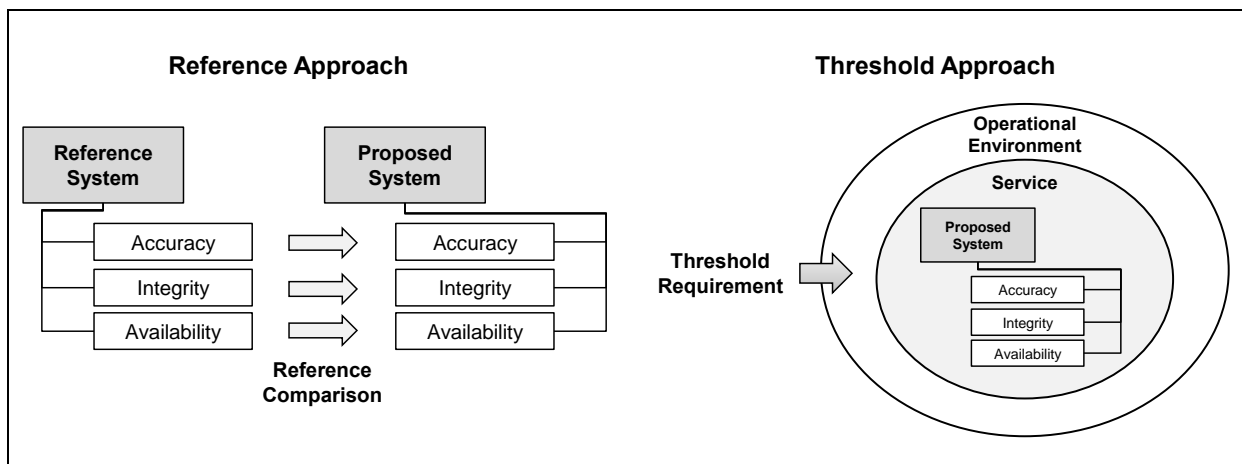 Reference Approach
Reference
System
Proposed
System
Accuracy
Integrity
Availability
Accuracy
Integrity
Availability
Reference
Comparison
Threshold Approach
Operational
Environment
Service
Proposed
System
Accuracy
Integrity
Availability
Threshold
Requirement